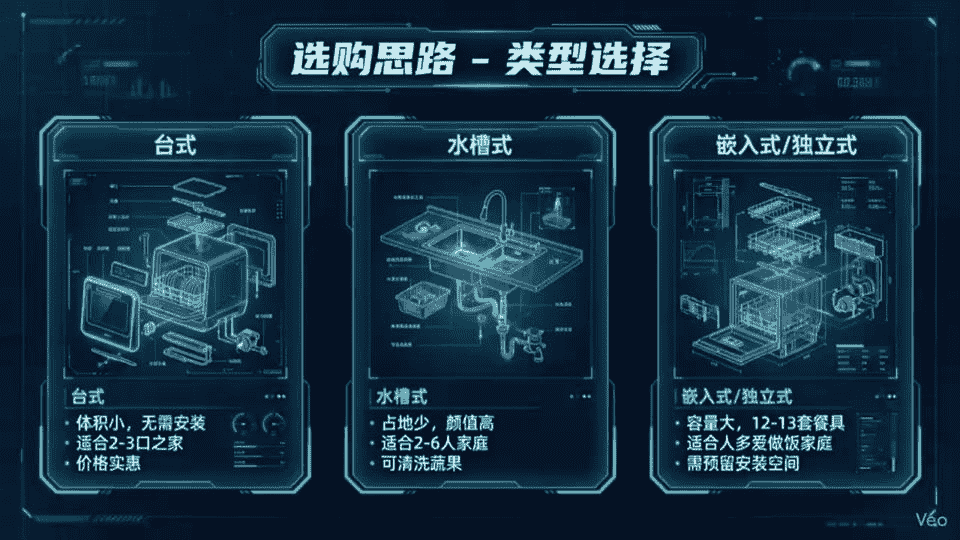 选购思路 - 类型选择
台式
水槽式
嵌入式/独立式
台式
• 体积小，无需安装
• 适合2-3口之家
• 价格实惠
水槽式
• 占地少，颜值高
• 适合2-6人家庭
• 可清洗蔬果
嵌入式/独立式
• 容量大，12-13套餐具
• 适合人多爱做饭家庭
• 需预留安装空间
Veo